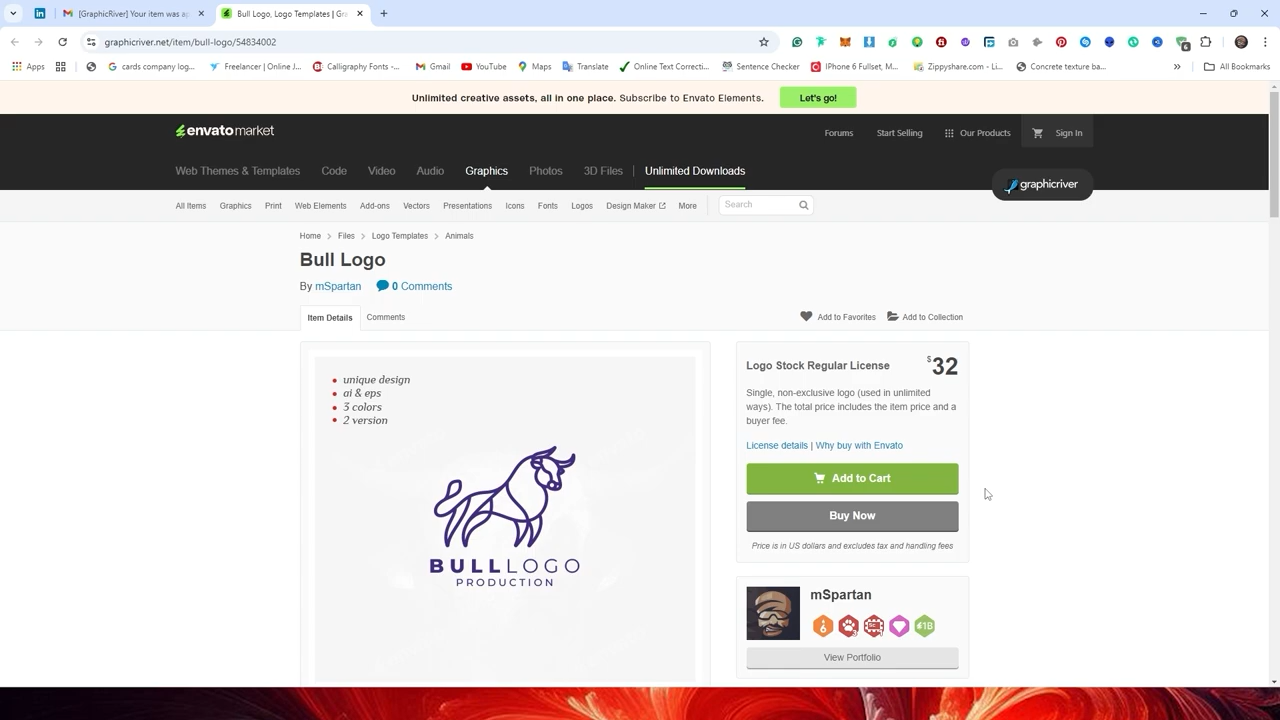 [GraphicRiver] Your item was ap
Bull Logo, Logo Templates | Gra
graphicriver.net/item/bull-logo/54834002
Apps
cards company log...
Freelancer | Online J...
Calligraphy Fonts -...
Gmail
YouTube
Maps
Translate
Online Text Correcti...
Sentence Checker
IPhone 6 Fullset, M...
Zippyshare.com - Li...
Concrete texture ba...
All Bookmarks
Unlimited creative assets, all in one place. Subscribe to Envato Elements. Let's go!
envatomarket
Forums Start Selling Our Products Sign In
Web Themes & Templates Code Video Audio Graphics Photos 3D Files Unlimited Downloads
graphicriver
All Items Graphics Print Web Elements Add-ons Vectors Presentations Icons Fonts Logos Design Maker More Search
Home > Files > Logo Templates > Animals
Bull Logo
By mSpartan 0 Comments
Item Details Comments Add to Favorites Add to Collection
unique design
ai & eps
3 colors
2 version
BULLLOGO
PRODUCTION
Logo Stock Regular License $32
Single, non-exclusive logo (used in unlimited
ways). The total price includes the item price and a
buyer fee.
License details | Why buy with Envato
Add to Cart
Buy Now
Price is in US dollars and excludes tax and handling fees
mSpartan
View Portfolio